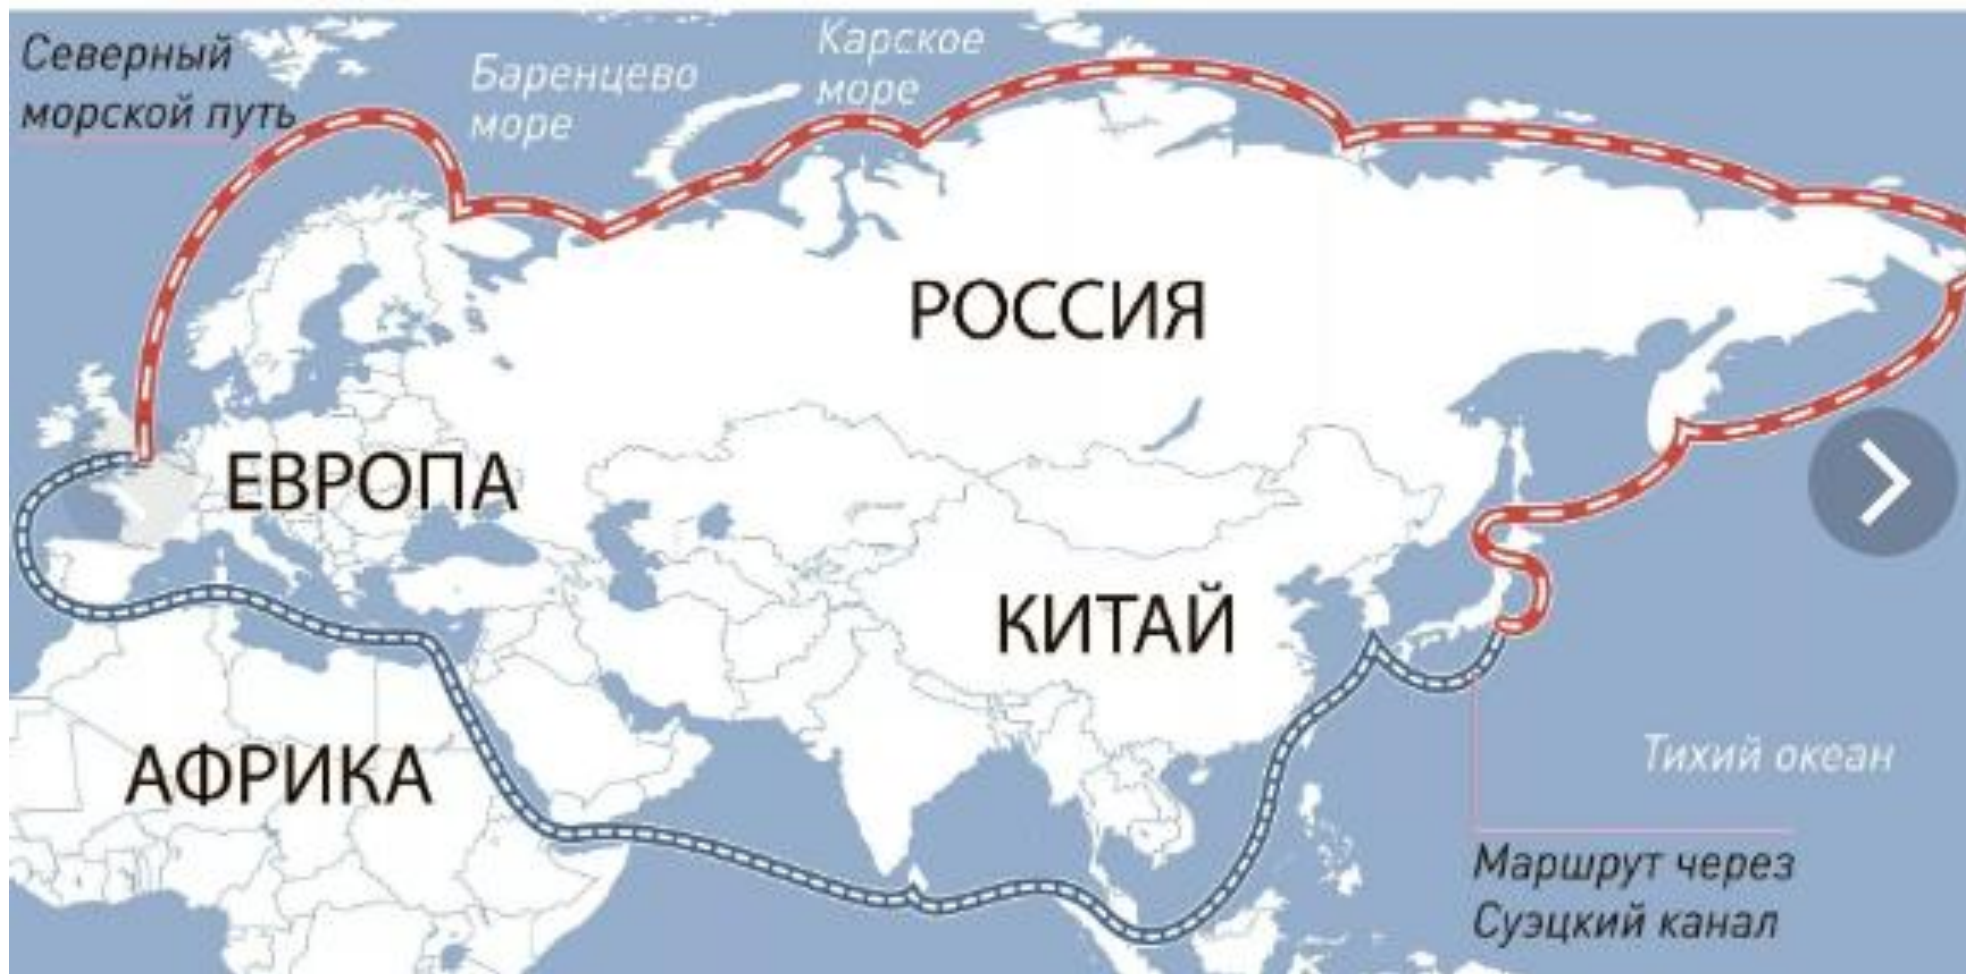 Северный
морской путь
Баренцево
море
Карское
море
РОССИЯ
ЕВРОПА
КИТАЙ
АФРИКА
Тихий океан
Маршрут через
Суэцкий канал